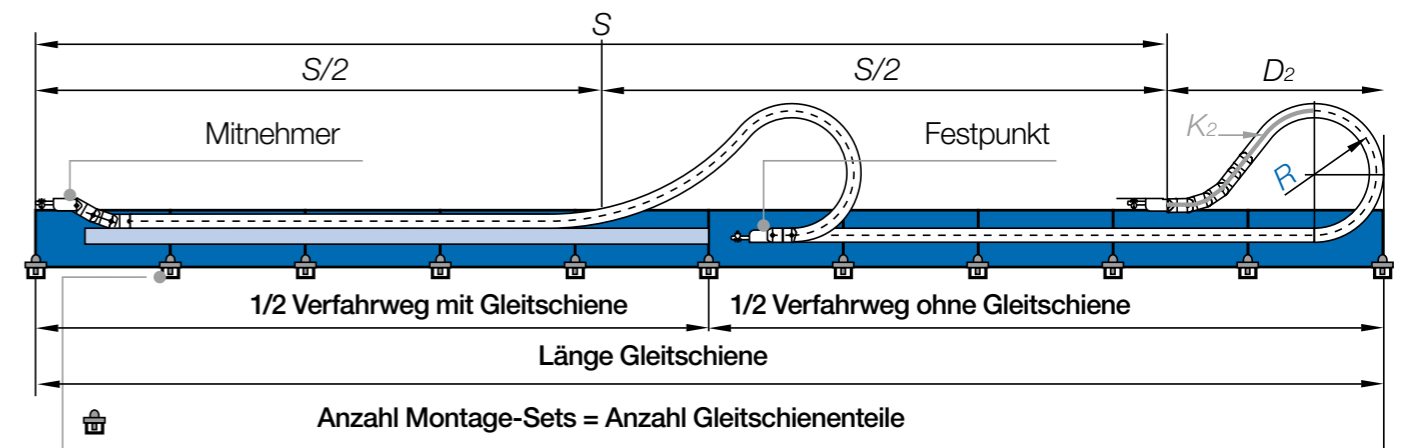 S
S/2 S/2 D2
Mitnehmer Festpunkt K2
R
1/2 Verfahrweg mit Gleitschiene 1/2 Verfahrweg ohne Gleitschiene
Länge Gleitschiene
Anzahl Montage-Sets = Anzahl Gleitschienenteile